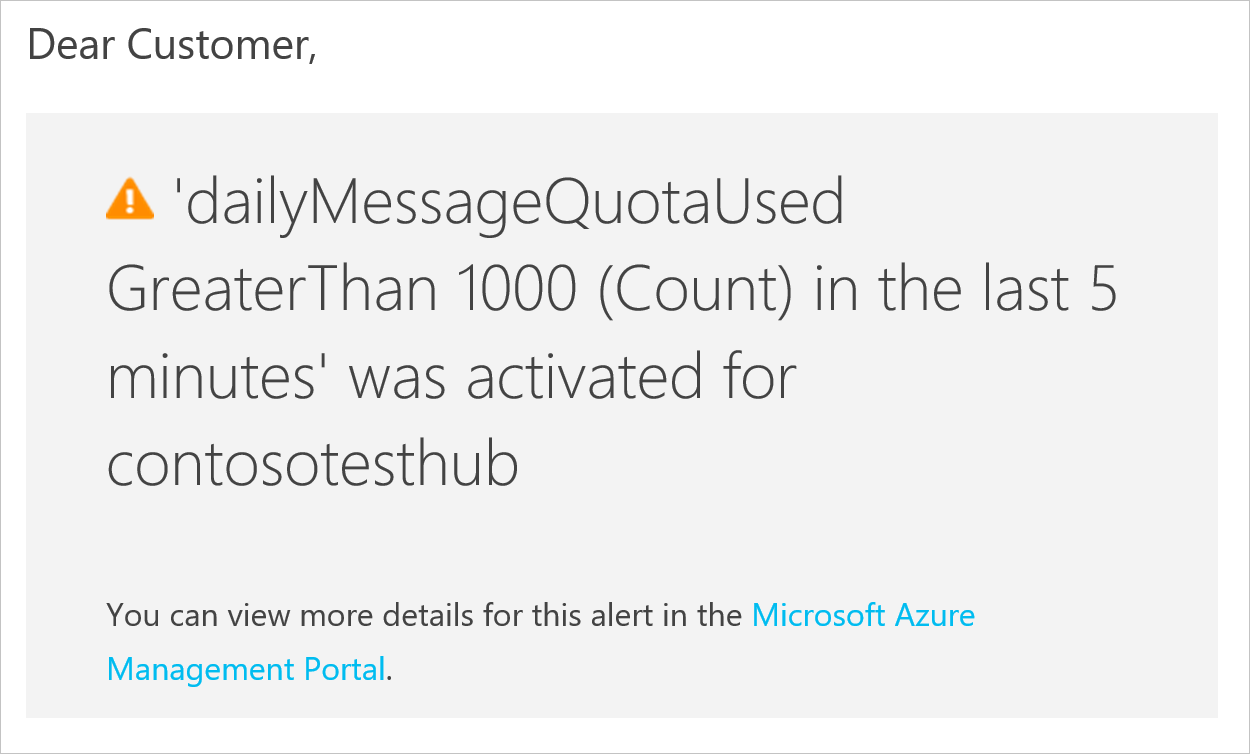 Dear Customer,
'dailyMessageQuotaUsed
GreaterThan 1000 (Count) in the last 5
minutes' was activated for
contosotesthub
You can view more details for this alert in the Microsoft Azure
Management Portal.